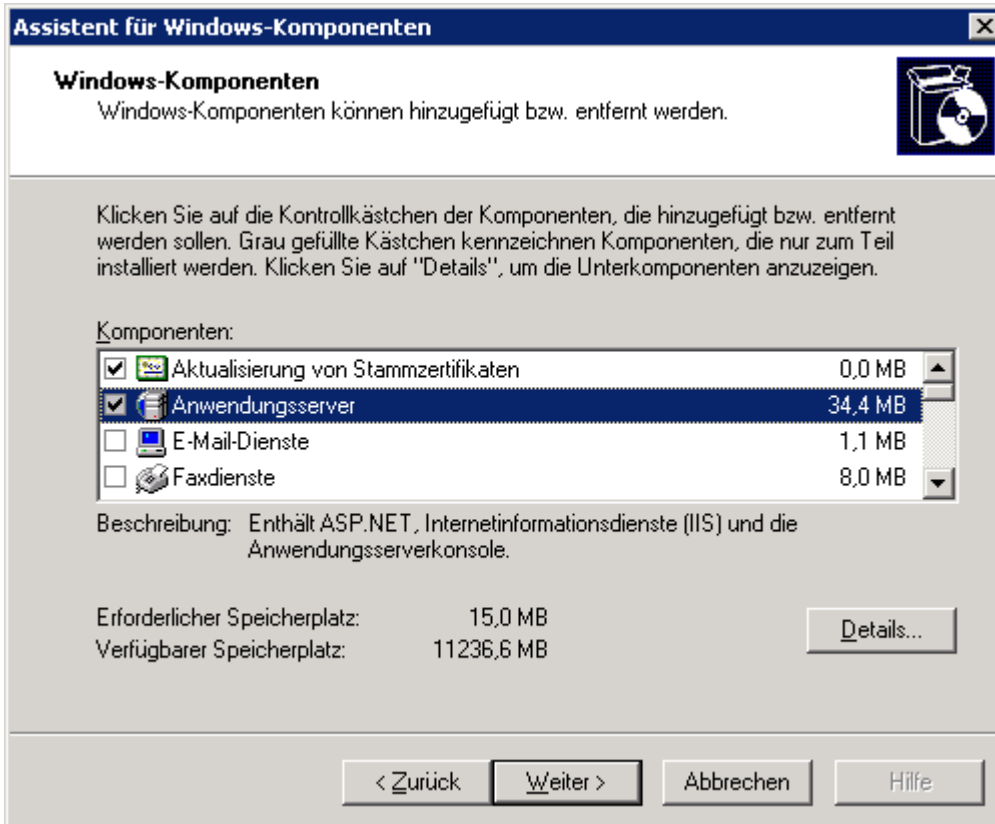 Assistent für Windows-Komponenten
Windows-Komponenten
Windows-Komponenten können hinzugefügt bzw. entfernt werden.
Klicken Sie auf die Kontrollkästchen der Komponenten, die hinzugefügt bzw. entfernt
werden sollen. Grau gefüllte Kästchen kennzeichnen Komponenten, die nur zum Teil
installiert werden. Klicken Sie auf "Details", um die Unterkomponenten anzuzeigen.
Komponenten:
Aktualisierung von Stammzertifikaten 0,0 MB
Anwendungsserver 34,4 MB
E-Mail-Dienste 1,1 MB
Faxdienste 8,0 MB
Beschreibung: Enthält ASP.NET, Internetinformationsdienste (IIS) und die
Anwendungsserverkonsole.
Erforderlicher Speicherplatz: 15,0 MB
Verfügbarer Speicherplatz: 11236,6 MB
Details...
< Zurück Weiter > Abbrechen Hilfe